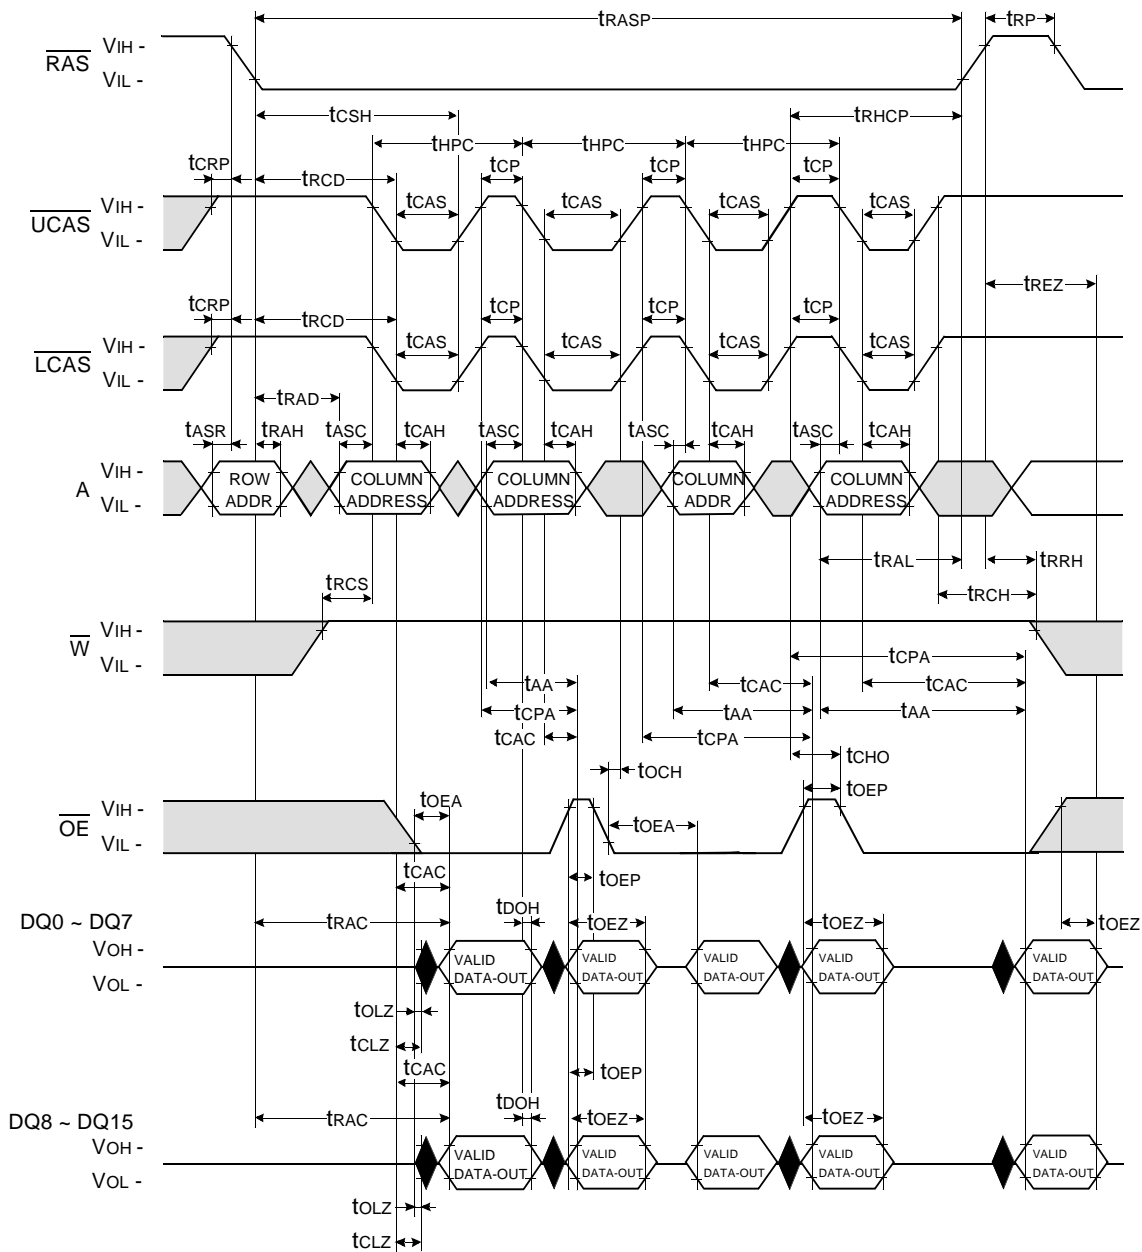 tRASP tRP
RAS VIH -
VIL -
tCSH tRHCP
tHPC tHPC tHPC
tCRP tRCD tCP tCP tCP
UCAS VIH -
VIL -
tCAS tCAS tCAS tCAS
tREZ
tCRP tRCD tCP tCP tCP
LCAS VIH -
VIL -
tCAS tCAS tCAS tCAS
tRAD
tASR tRAH tASC tCAH tASC tCAH tASC tCAH tASC tCAH
A VIH -
VIL -
ROW ADDR
COLUMN ADDRESS
COLUMN ADDRESS
COLUMN ADDR
COLUMN ADDRESS
tRAL tRRH
tRCS tRCH
W VIH -
VIL -
tCPA
tAA tCAC tCAC
tCPA tAA tAA
tCAC tCPA
tCHO
tOCH
tOEP
OE VIH -
VIL -
tOEA tOEA
tCAC tOEP
tDOH
DQ0 ~ DQ7
tRAC tOEZ tOEZ tOEZ
VOH -
VOL -
VALID DATA-OUT
VALID DATA-OUT
VALID DATA-OUT
VALID DATA-OUT
VALID DATA-OUT
tOLZ
tCLZ
tCAC tOEP
tDOH
DQ8 ~ DQ15
tRAC tOEZ tOEZ
VOH -
VOL -
VALID DATA-OUT
VALID DATA-OUT
VALID DATA-OUT
VALID DATA-OUT
VALID DATA-OUT
tOLZ
tCLZ